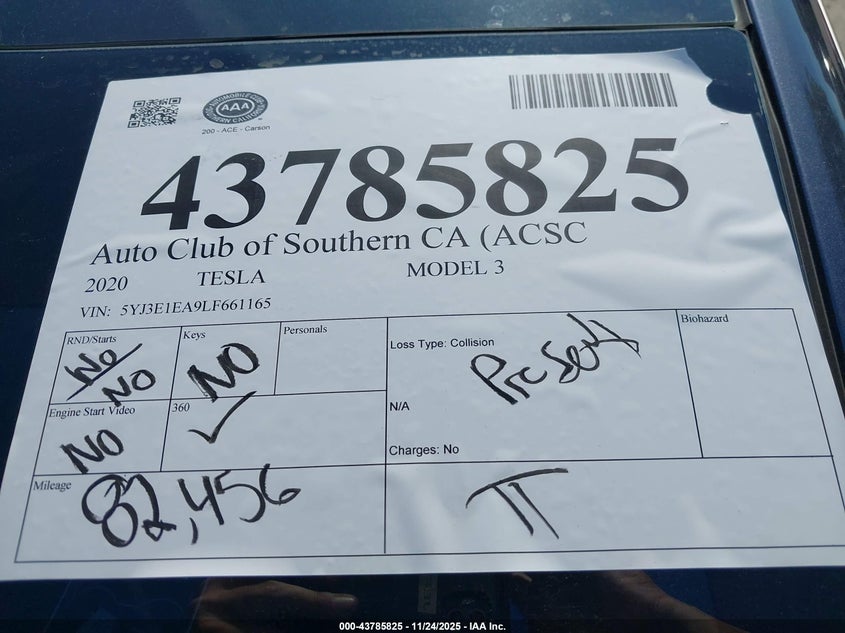 AAA
200 - ACE - Carson
43785825
Auto Club of Southern CA (ACSC
2020 TESLA MODEL 3
VIN: 5YJ3E1EA9LF661165
RND/Starts
NO
NO
Keys
NO
Personals
Loss Type: Collision
N/A
Charges: No
Biohazard
Engine Start Video
NO
360
Mileage
82,456
000-43785825 - 11/24/2025 - IAA Inc.